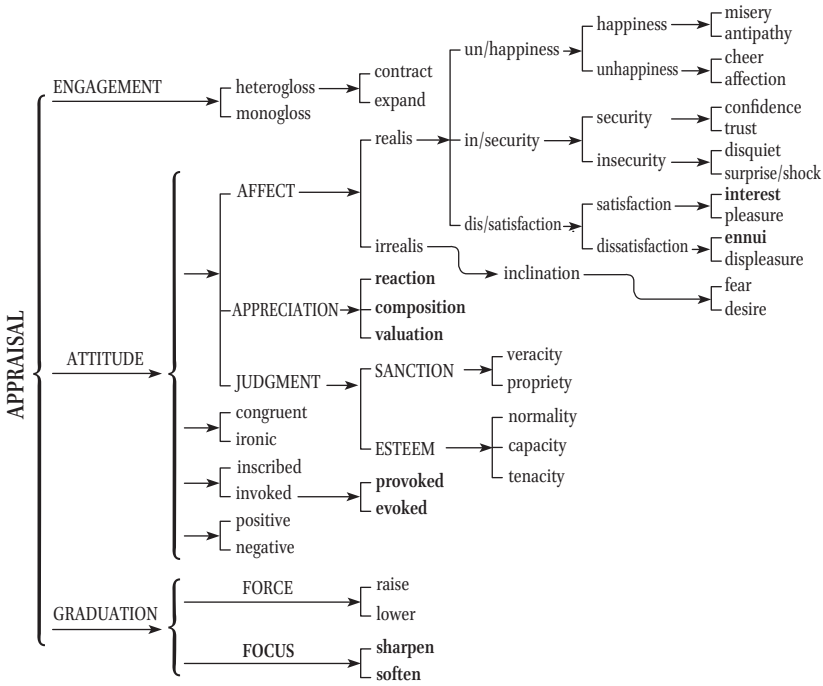 APPRAISAL
ENGAGEMENT
heterogloss
monogloss
contract
expand
ATTITUDE
AFFECT
realis
un/happiness
happiness
misery
antipathy
unhappiness
cheer
affection
in/security
security
confidence
trust
insecurity
disquiet
surprise/shock
dis/satisfaction
satisfaction
interest
pleasure
dissatisfaction
ennui
displeasure
irrealis
inclination
fear
desire
APPRECIATION
reaction
composition
valuation
JUDGMENT
SANCTION
veracity
propriety
ESTEEM
normality
capacity
tenacity
congruent
ironic
inscribed
invoked
provoked
evoked
positive
negative
GRADUATION
FORCE
raise
lower
FOCUS
sharpen
soften